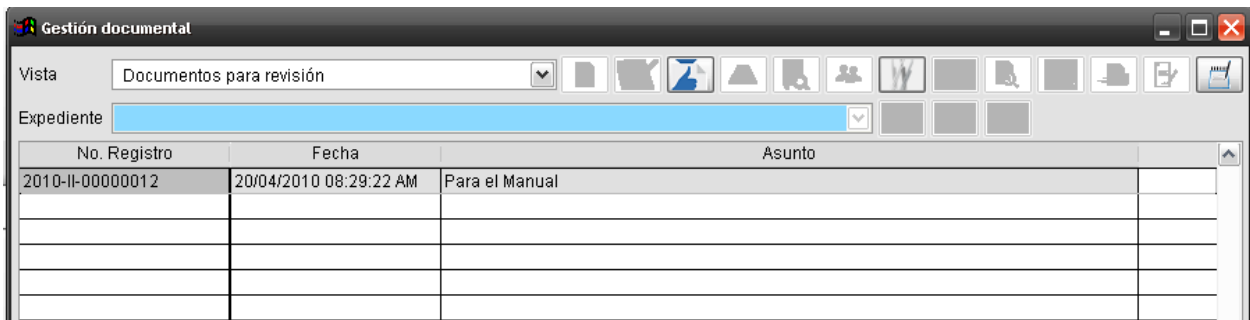 Gestión documental
Vista Documentos para revisión
Expediente
No. Registro Fecha Asunto
2010-II-00000012 20/04/2010 08:29:22 AM Para el Manual